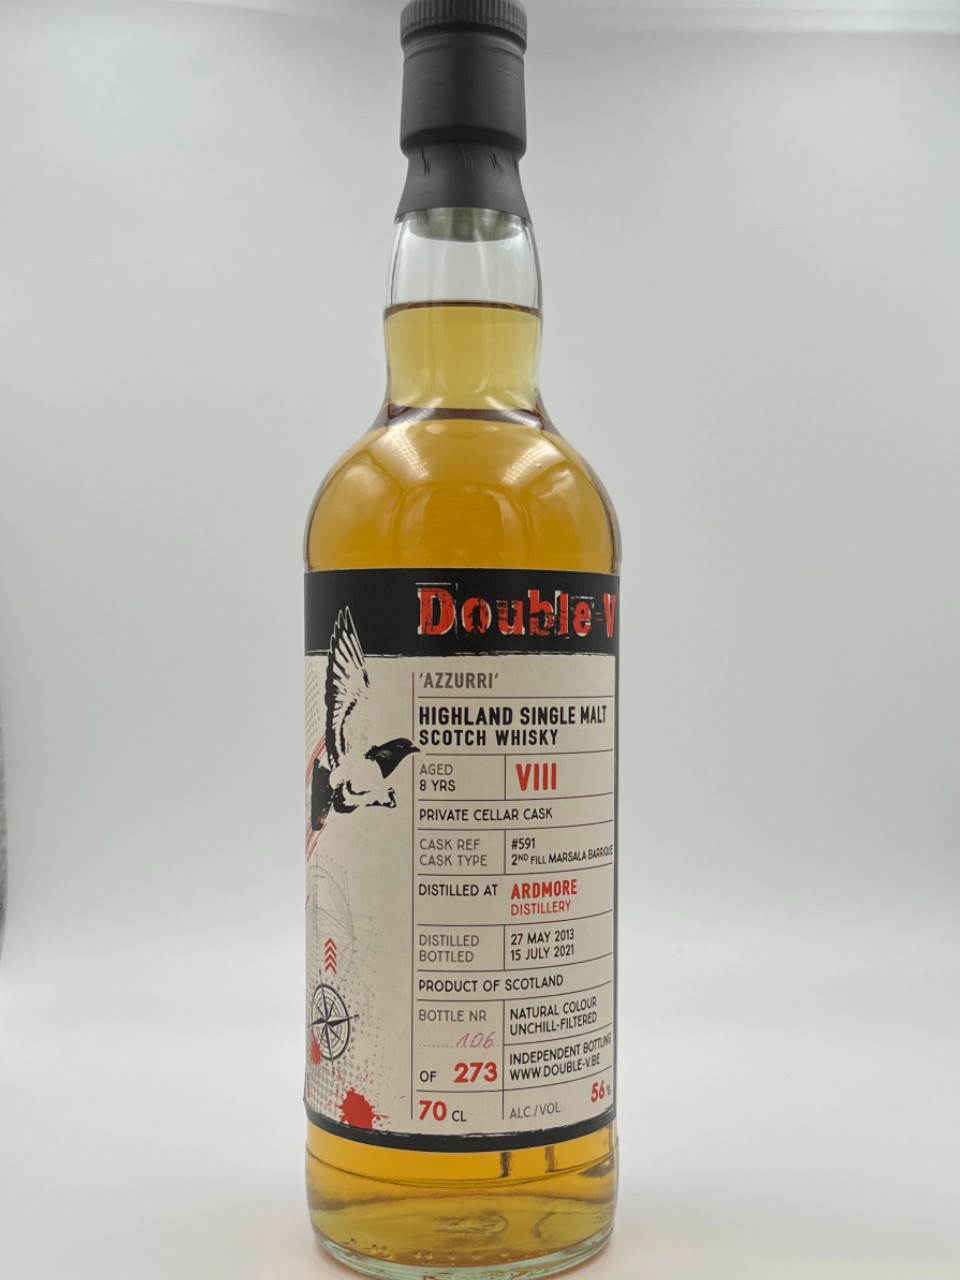 Double V
'AZZURRI'
HIGHLAND SINGLE MALT
SCOTCH WHISKY
AGED
8 YRS
VIII
PRIVATE CELLAR CASK
CASK REF
CASK TYPE
#591
2ND FILL MARSALA BARRIQUE
DISTILLED AT
ARDMORE
DISTILLERY
DISTILLED
BOTTLED
27 MAY 2013
15 JULY 2021
PRODUCT OF SCOTLAND
BOTTLE NR
106
OF 273
NATURAL COLOUR
UNCHILL-FILTERED
INDEPENDENT BOTTLING
WWW.DOUBLE-V.BE
70 CL
ALC./VOL.
56 %